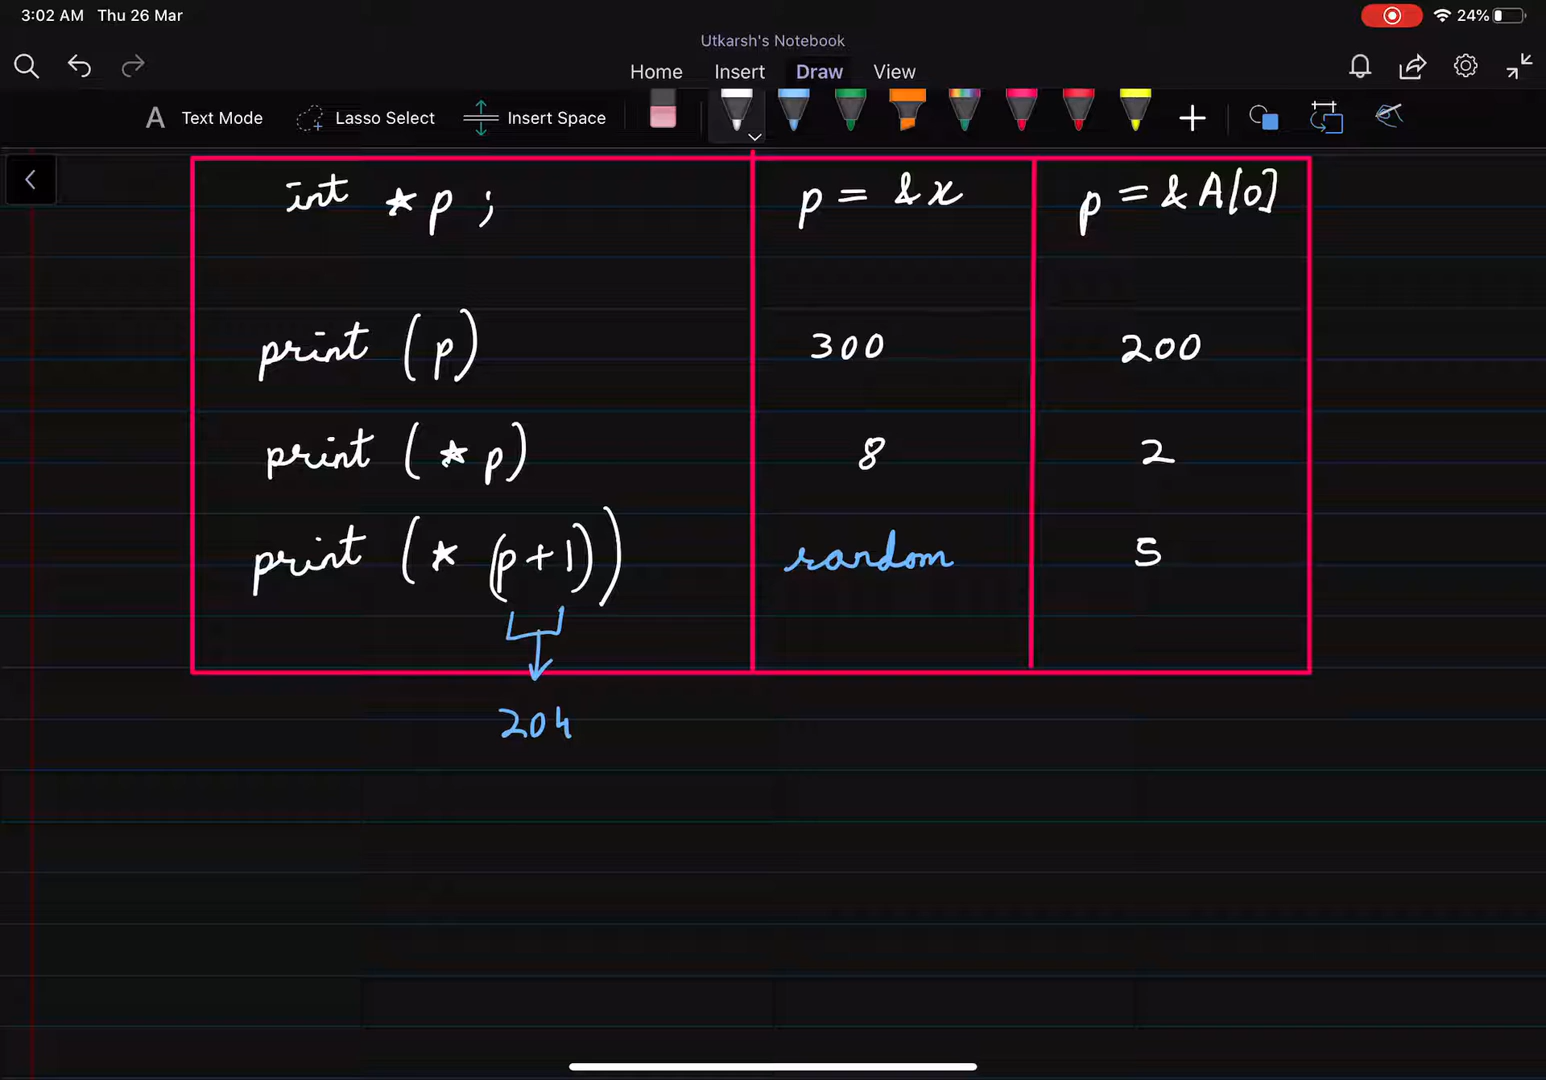 3:02 AM Thu 26 Mar
24%
Utkarsh's Notebook
Home Insert Draw View
Text Mode Lasso Select Insert Space
int *p ; p = &x p = &A[0]
print (p) 300 200
print (*p) 8 2
print (* (p+1)) random 5
204